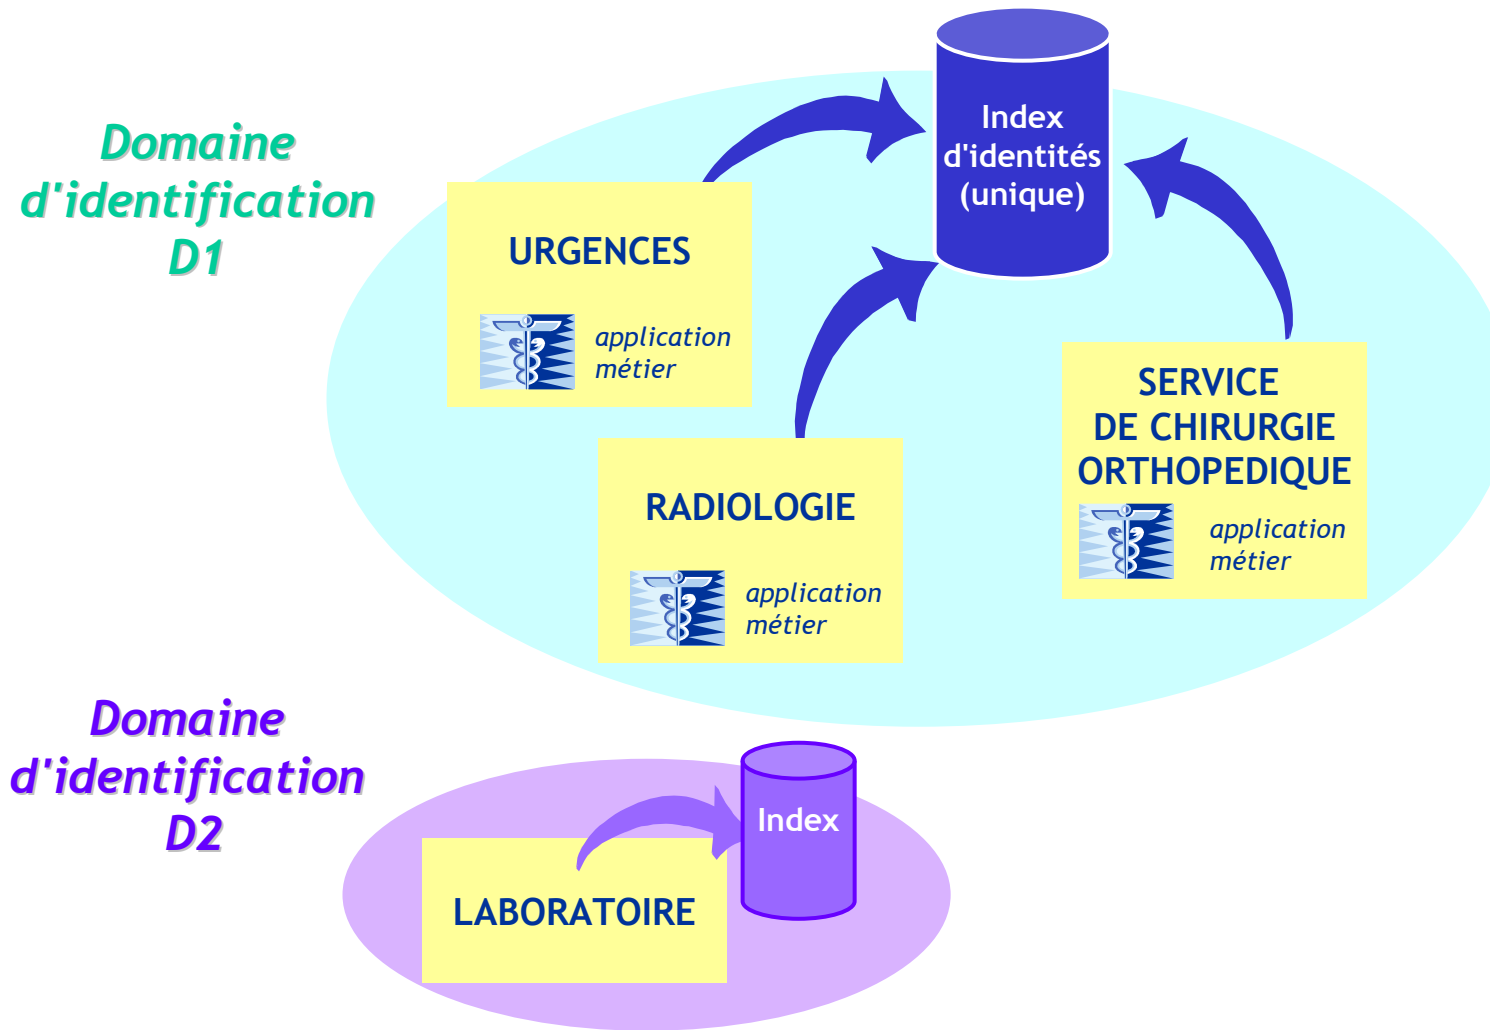 Domaine
d'identification
D1
Index
d'identités
(unique)
URGENCES
application
métier
SERVICE
DE CHIRURGIE
ORTHOPEDIQUE
application
métier
RADIOLOGIE
application
métier
Domaine
d'identification
D2
Index
LABORATOIRE